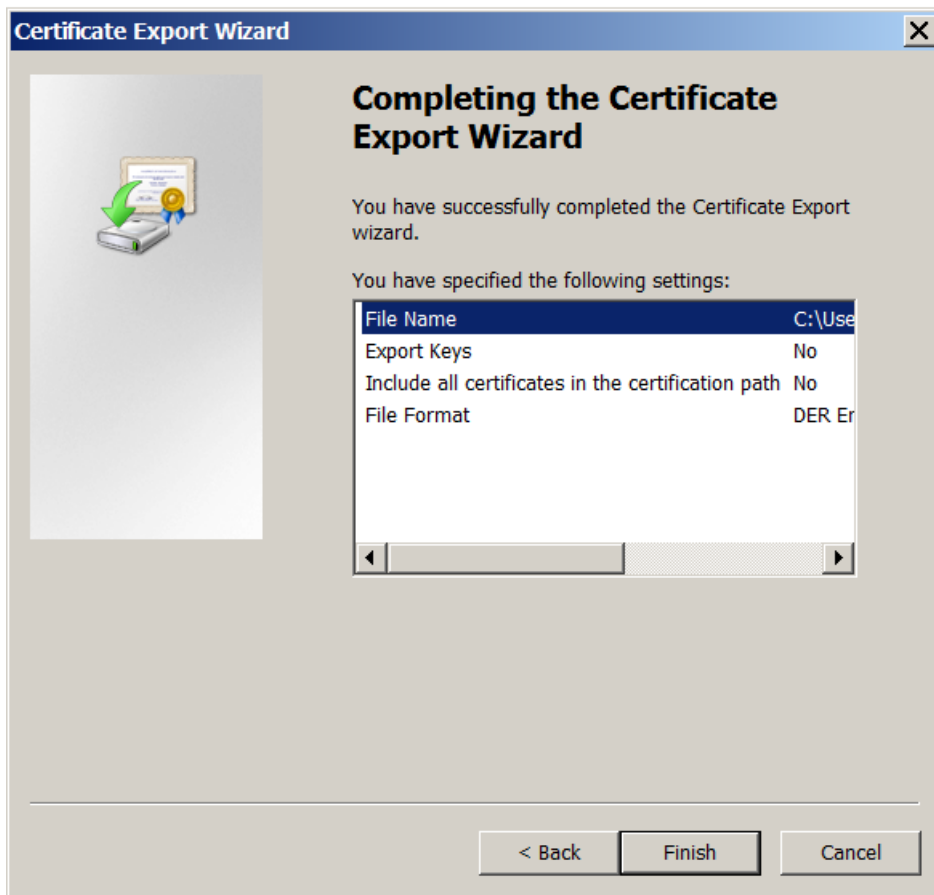 Certificate Export Wizard
Completing the Certificate
Export Wizard
You have successfully completed the Certificate Export
wizard.
You have specified the following settings:
File Name C:\Use
Export Keys No
Include all certificates in the certification path No
File Format DER Er
< Back Finish Cancel